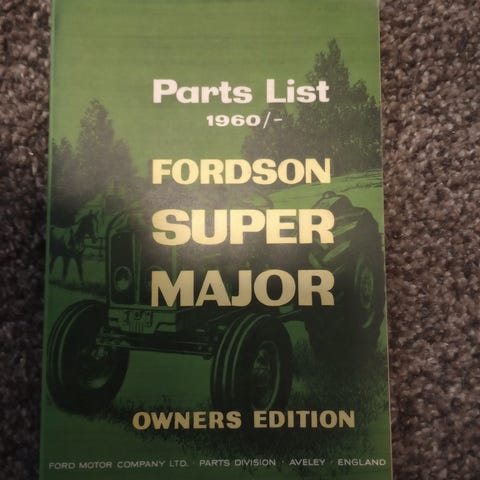 Parts List
1960/-
FORDSON
SUPER
MAJOR
OWNERS EDITION
FORD MOTOR COMPANY LTD. · PARTS DIVISION · AVELEY · ENGLAND